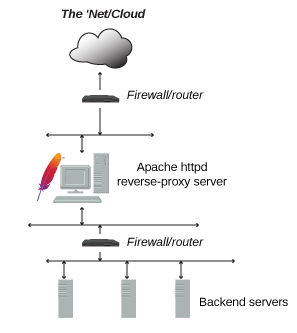 The 'Net/Cloud
Firewall/router
Apache httpd
reverse-proxy server
Firewall/router
Backend servers